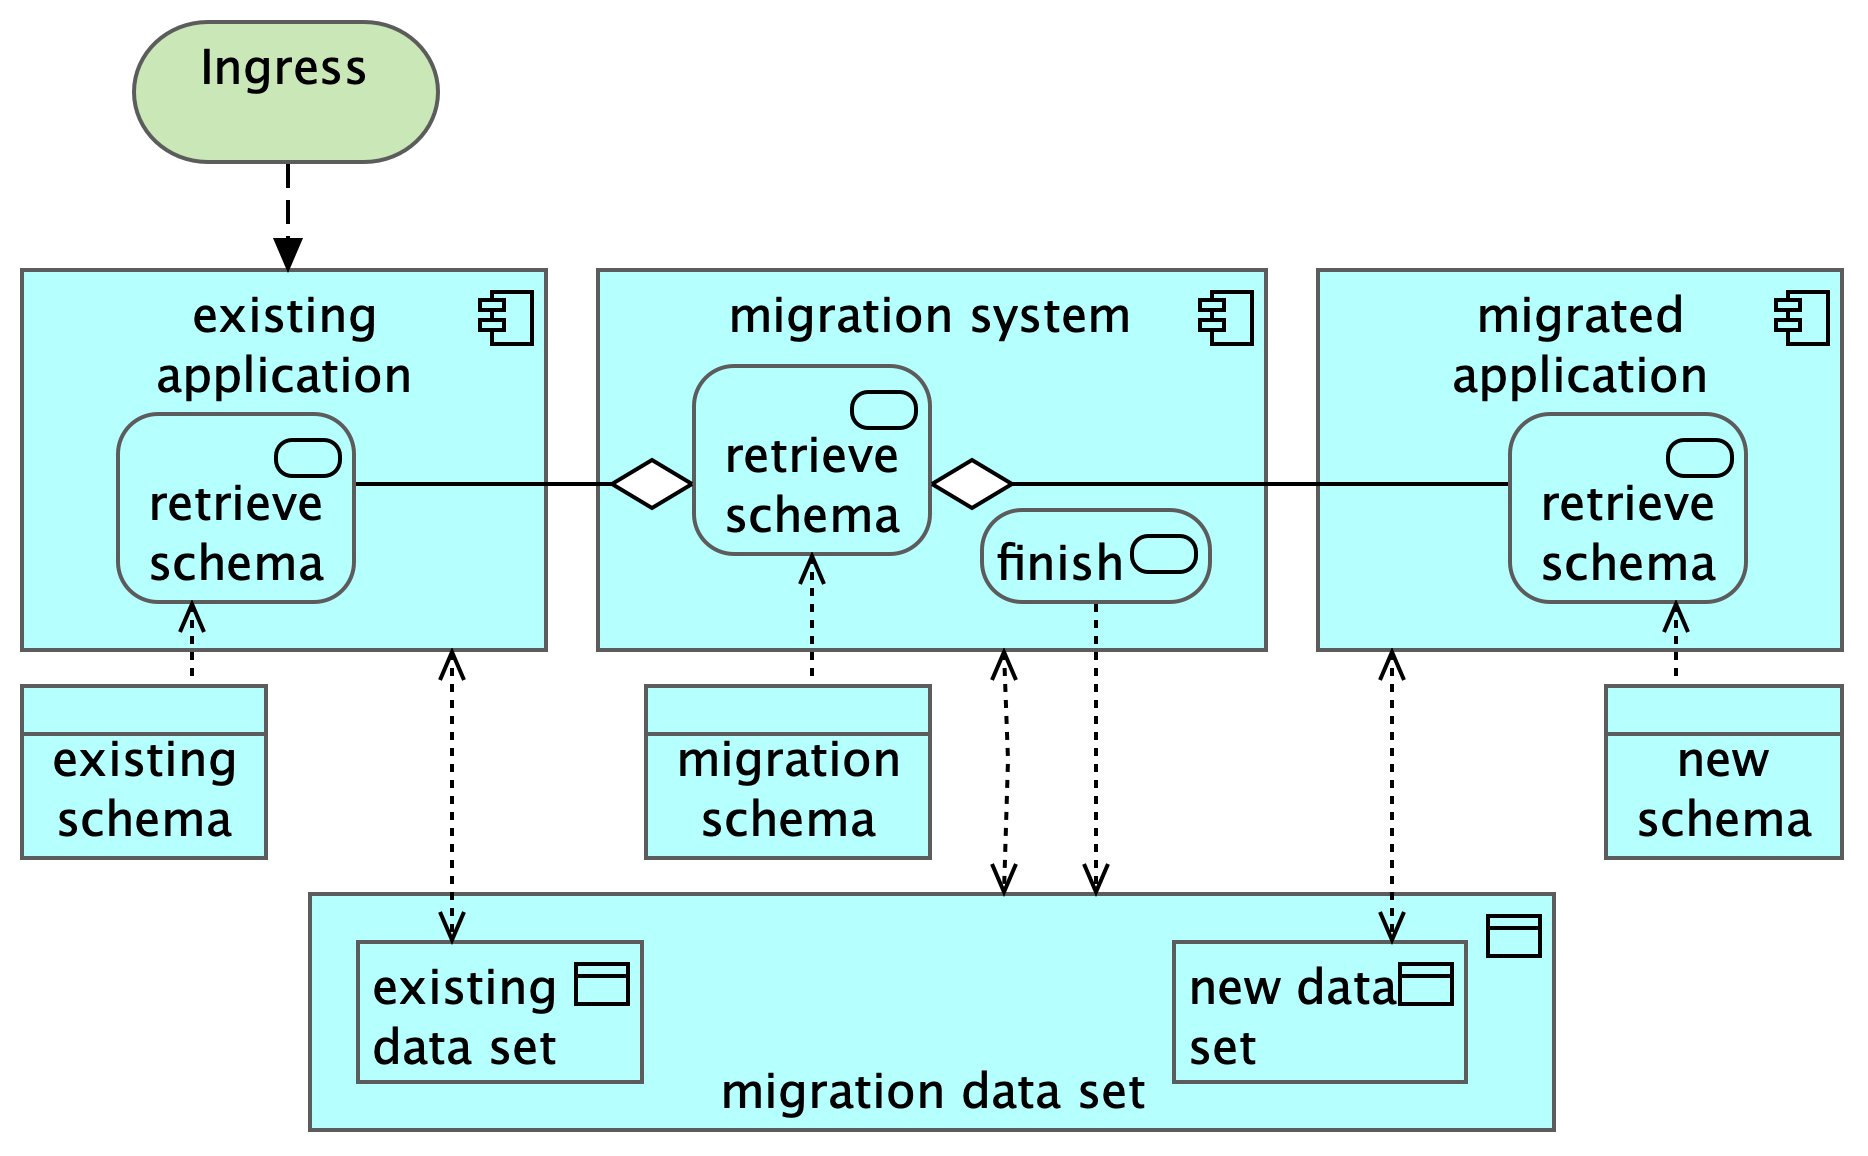 Ingress
existing
application
retrieve
schema
migration system
retrieve
schema
finish
migrated
application
retrieve
schema
existing
schema
migration
schema
new
schema
existing
data set
new data
set
migration data set